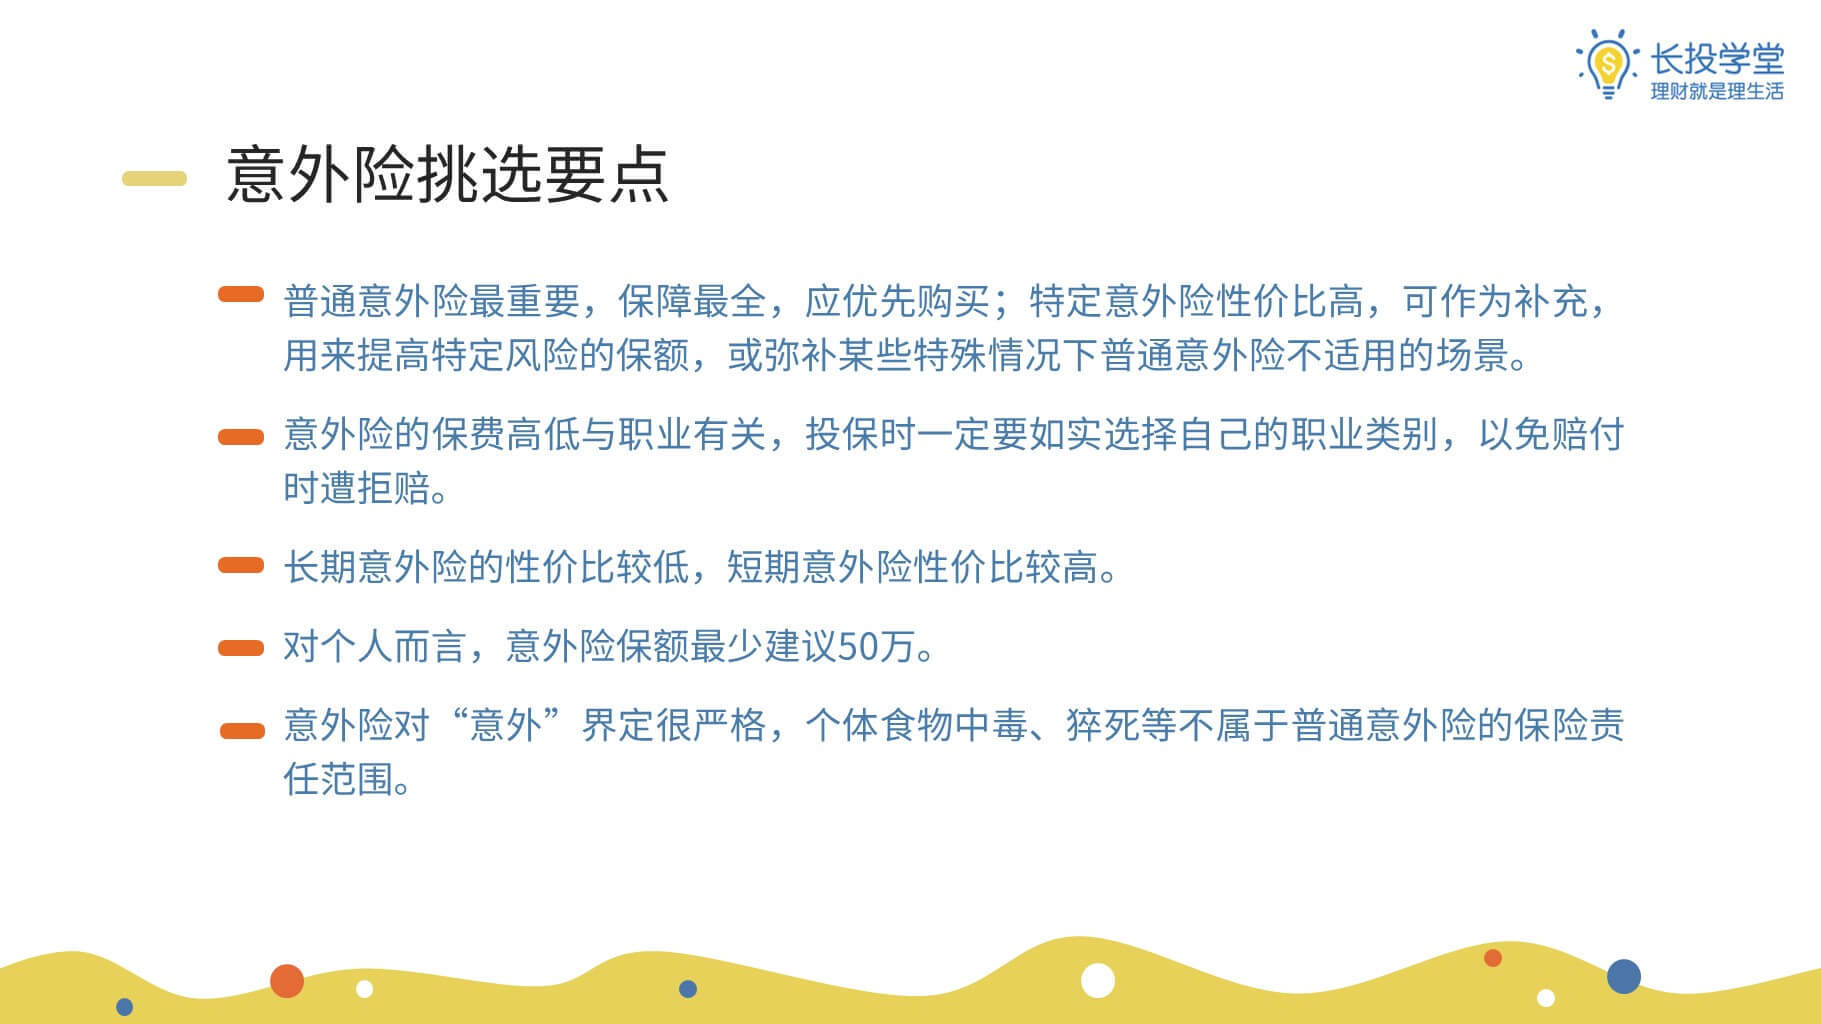 长投学堂
理财就是理生活
意外险挑选要点
普通意外险最重要，保障最全，应优先购买；特定意外险性价比高，可作为补充，
用来提高特定风险的保额，或弥补某些特殊情况下普通意外险不适用的场景。
意外险的保费高低与职业有关，投保时一定要如实选择自己的职业类别，以免赔付
时遭拒赔。
长期意外险的性价比较低，短期意外险性价比较高。
对个人而言，意外险保额最少建议50万。
意外险对“意外”界定很严格，个体食物中毒、猝死等不属于普通意外险的保险责
任范围。